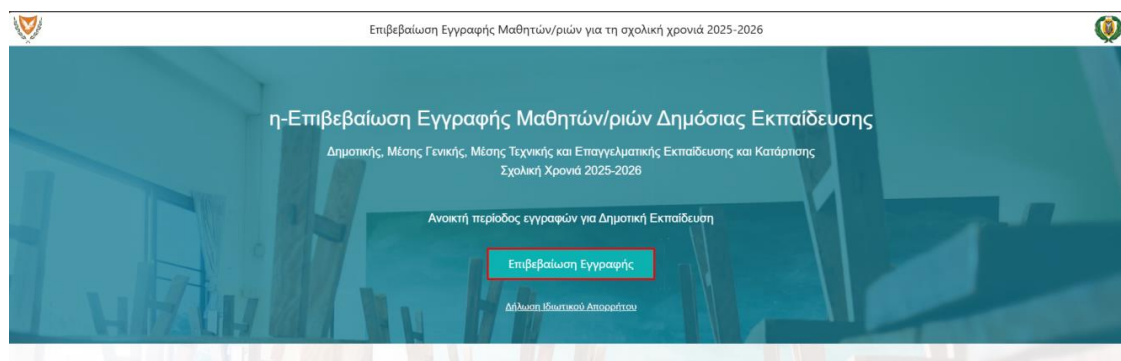 Επιβεβαίωση Εγγραφής Μαθητών/ριών για τη σχολική χρονιά 2025-2026
η-Επιβεβαίωση Εγγραφής Μαθητών/ριών Δημόσιας Εκπαίδευσης
Δημοτικής, Μέσης Γενικής, Μέσης Τεχνικής και Επαγγελματικής Εκπαίδευσης και Κατάρτισης
Σχολική Χρονιά 2025-2026
Ανοικτή περίοδος εγγραφών για Δημοτική Εκπαίδευση
Επιβεβαίωση Εγγραφής
Δήλωση Ιδιωτικού Απορρήτου